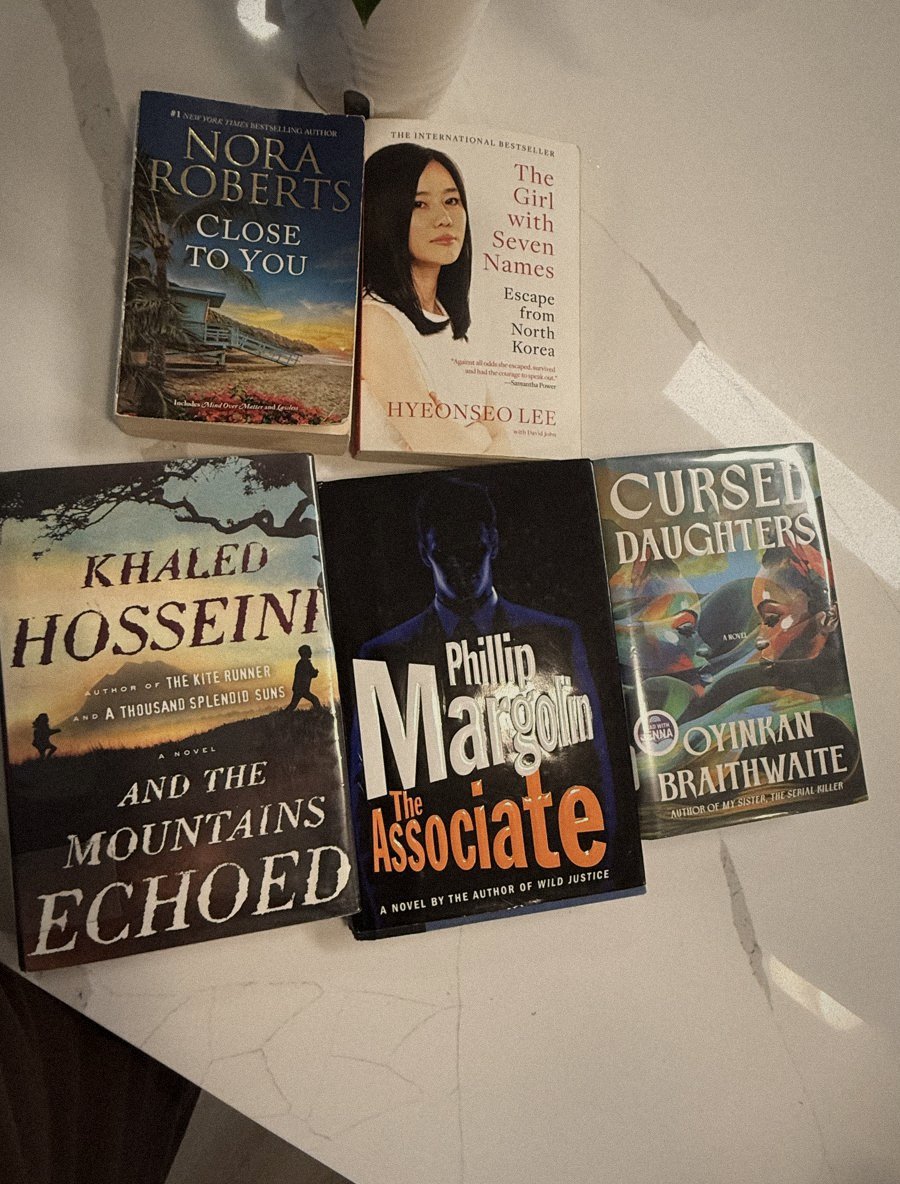 #1 NEW YORK TIMES BESTSELLING AUTHOR
NORA
ROBERTS
CLOSE
TO YOU
Includes Mind Over Matter and Lawless
THE INTERNATIONAL BESTSELLER
The
Girl
with
Seven
Names
Escape
from
North
Korea
"Against all odds she escaped, survived
and had the courage to speak out."
—Samantha Power
HYEONSEO LEE
with David John
KHALED
HOSSEINI
AUTHOR OF THE KITE RUNNER
AND A THOUSAND SPLENDID SUNS
A NOVEL
AND THE
MOUNTAINS
ECHOED
Phillip
Margolin
The
Associate
A NOVEL BY THE AUTHOR OF WILD JUSTICE
CURSED
DAUGHTERS
A NOVEL
READ WITH
JENNA
OYINKAN
BRAITHWAITE
AUTHOR OF MY SISTER, THE SERIAL KILLER